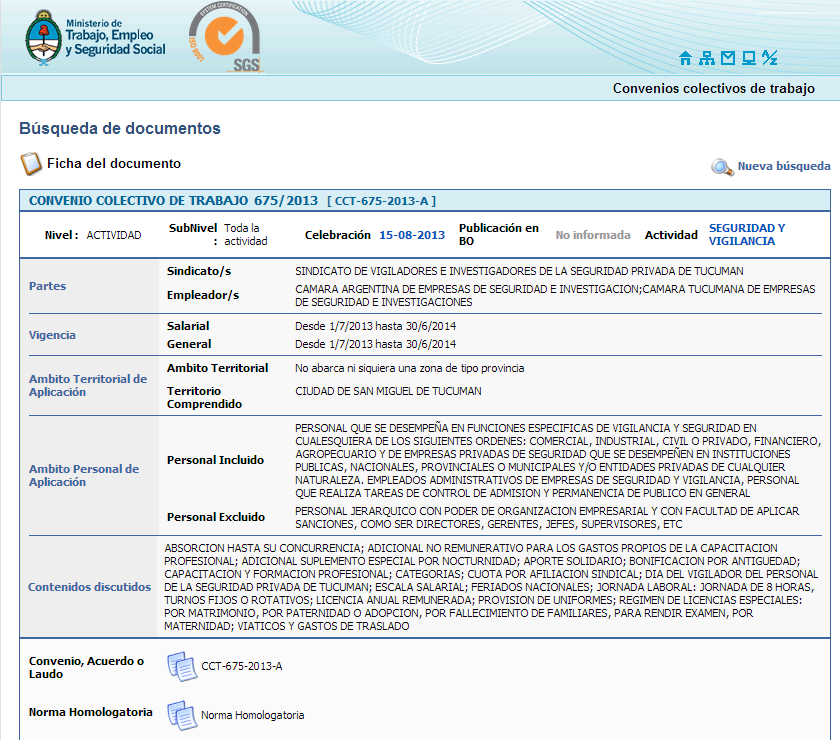 Ministerio de
Trabajo, Empleo
y Seguridad Social
SYSTEM CERTIFICATION
ISO 9001
SGS
Convenios colectivos de trabajo
Búsqueda de documentos
Ficha del documento
Nueva búsqueda
CONVENIO COLECTIVO DE TRABAJO 675/2013 [ CCT-675-2013-A ]
Nivel : ACTIVIDAD
SubNivel : Toda la actividad
Celebración 15-08-2013
Publicación en BO No informada
Actividad SEGURIDAD Y VIGILANCIA
Partes
Sindicato/s SINDICATO DE VIGILADORES E INVESTIGADORES DE LA SEGURIDAD PRIVADA DE TUCUMAN
Empleador/s CAMARA ARGENTINA DE EMPRESAS DE SEGURIDAD E INVESTIGACION;CAMARA TUCUMANA DE EMPRESAS
DE SEGURIDAD E INVESTIGACIONES
Vigencia
Salarial Desde 1/7/2013 hasta 30/6/2014
General Desde 1/7/2013 hasta 30/6/2014
Ambito Territorial de
Aplicación
Ambito Territorial No abarca ni siquiera una zona de tipo provincia
Territorio
Comprendido CIUDAD DE SAN MIGUEL DE TUCUMAN
Ambito Personal de
Aplicación
Personal Incluido
PERSONAL QUE SE DESEMPEÑA EN FUNCIONES ESPECIFICAS DE VIGILANCIA Y SEGURIDAD EN
CUALESQUIERA DE LOS SIGUIENTES ORDENES: COMERCIAL, INDUSTRIAL, CIVIL O PRIVADO, FINANCIERO,
AGROPECUARIO Y DE EMPRESAS PRIVADAS DE SEGURIDAD QUE SE DESEMPEÑEN EN INSTITUCIONES
PUBLICAS, NACIONALES, PROVINCIALES O MUNICIPALES Y/O ENTIDADES PRIVADAS DE CUALQUIER
NATURALEZA. EMPLEADOS ADMINISTRATIVOS DE EMPRESAS DE SEGURIDAD Y VIGILANCIA, PERSONAL
QUE REALIZA TAREAS DE CONTROL DE ADMISION Y PERMANENCIA DE PUBLICO EN GENERAL
Personal Excluido
PERSONAL JERARQUICO CON PODER DE ORGANIZACION EMPRESARIAL Y CON FACULTAD DE APLICAR
SANCIONES, COMO SER DIRECTORES, GERENTES, JEFES, SUPERVISORES, ETC
Contenidos discutidos
ABSORCION HASTA SU CONCURRENCIA; ADICIONAL NO REMUNERATIVO PARA LOS GASTOS PROPIOS DE LA CAPACITACION
PROFESIONAL; ADICIONAL SUPLEMENTO ESPECIAL POR NOCTURNIDAD; APORTE SOLIDARIO; BONIFICACION POR ANTIGUEDAD;
CAPACITACION Y FORMACION PROFESIONAL; CATEGORIAS; CUOTA POR AFILIACION SINDICAL; DIA DEL VIGILADOR DEL PERSONAL
DE LA SEGURIDAD PRIVADA DE TUCUMAN; ESCALA SALARIAL; FERIADOS NACIONALES; JORNADA LABORAL: JORNADA DE 8 HORAS,
TURNOS FIJOS O ROTATIVOS; LICENCIA ANUAL REMUNERADA; PROVISION DE UNIFORMES; REGIMEN DE LICENCIAS ESPECIALES:
POR MATRIMONIO, POR PATERNIDAD O ADOPCION, POR FALLECIMIENTO DE FAMILIARES, PARA RENDIR EXAMEN, POR
MATERNIDAD; VIATICOS Y GASTOS DE TRASLADO
Convenio, Acuerdo o
Laudo
CCT-675-2013-A
Norma Homologatoria
Norma Homologatoria